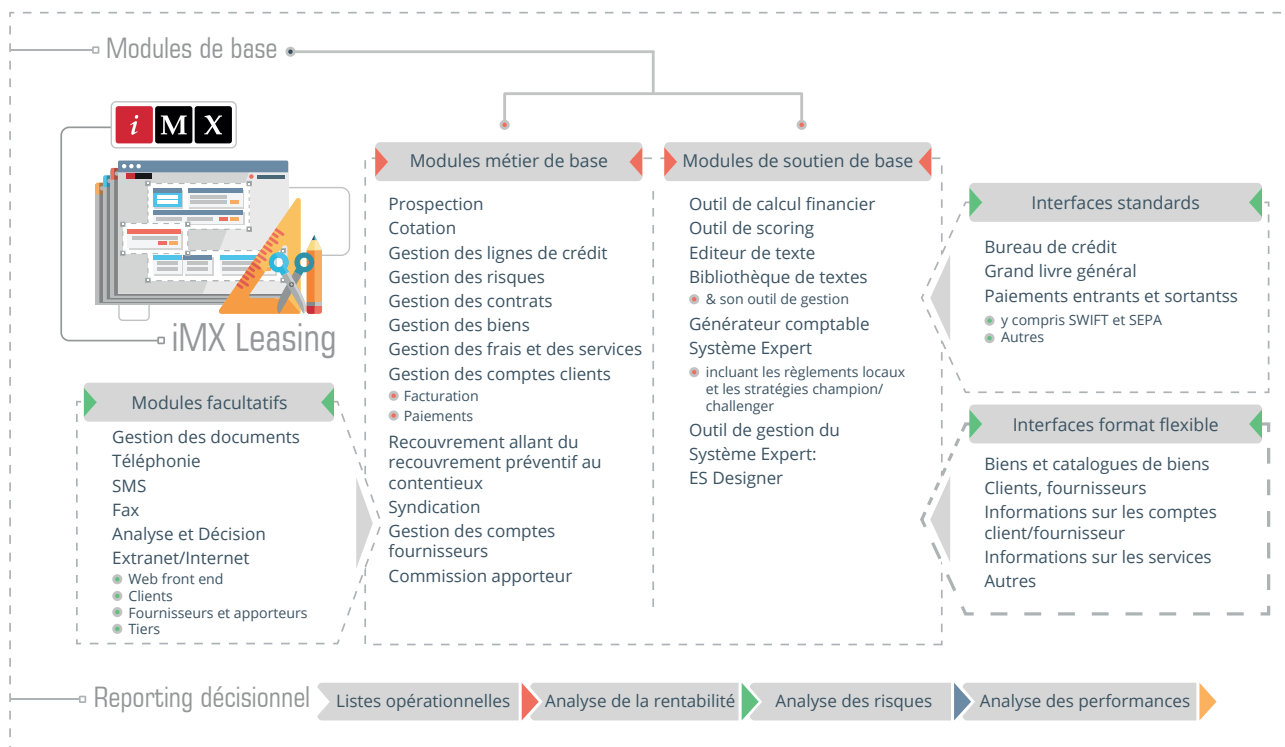 Modules de base
iMX
iMX Leasing
Modules métier de base
Prospection
Cotation
Gestion des lignes de crédit
Gestion des risques
Gestion des contrats
Gestion des biens
Gestion des frais et des services
Gestion des comptes clients
Facturation
Paiements
Recouvrement allant du
recouvrement préventif au
contentieux
Syndication
Gestion des comptes
fournisseurs
Commission apporteur
Modules de soutien de base
Outil de calcul financier
Outil de scoring
Editeur de texte
Bibliothèque de textes
& son outil de gestion
Générateur comptable
Système Expert
incluant les règlements locaux
et les stratégies champion/
challenger
Outil de gestion du
Système Expert:
ES Designer
Interfaces standards
Bureau de crédit
Grand livre général
Paiements entrants et sortantss
y compris SWIFT et SEPA
Autres
Modules facultatifs
Gestion des documents
Téléphonie
SMS
Fax
Analyse et Décision
Extranet/Internet
Web front end
Clients
Fournisseurs et apporteurs
Tiers
Interfaces format flexible
Biens et catalogues de biens
Clients, fournisseurs
Informations sur les comptes
client/fournisseur
Informations sur les services
Autres
Reporting décisionnel
Listes opérationnelles
Analyse de la rentabilité
Analyse des risques
Analyse des performances